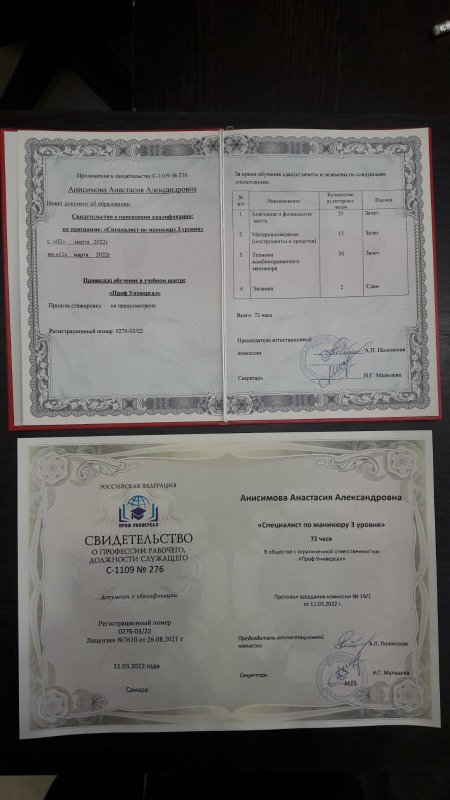 Приложение к свидетельству С-1109 № 276
Анисимова Анастасия Александровна
Имеет документ об образовании
Свидетельство о присвоении квалификации:
по программе: «Специалист по маникюру 3 уровня»
с «02» марта 2022г
по «11» марта 2022г
Прошел(а) обучение в учебном центре
«Проф Универсал»
Прошла стажировку не предусмотрено
Регистрационный номер 0276-03/22
За время обучения сдал(а) зачеты и экзамены по следующим
дисциплинам:
№ п/п Наименование Количество аудиторных часов Оценки
1. Анатомия и физиология ногтя 25 Зачет
2. Материаловедение (инструменты и средства) 15 Зачет
3. Техники комбинированного маникюра 30 Зачет
4. Экзамен 2 Сдан
Всего: 72 часа
Председатель аттестационной
комиссии А.П. Полонская
Секретарь И.Г. Мальцева
РОССИЙСКАЯ ФЕДЕРАЦИЯ
ПРОФ УНИВЕРСАЛ
СВИДЕТЕЛЬСТВО
О ПРОФЕССИИ РАБОЧЕГО,
ДОЛЖНОСТИ СЛУЖАЩЕГО
С-1109 № 276
Документ о квалификации
Регистрационный номер
0276-03/22
Лицензия №7610 от 26.08.2021 г
11.03.2022 года
Самара
Анисимова Анастасия Александровна
«Специалист по маникюру 3 уровня»
72 часа
В обществе с ограниченной ответственностью
«Проф Универсал»
Протокол заседания комиссии № 19/1
от 11.03.2022 г.
Председатель аттестационной
комиссии А.П. Полонская
Секретарь И.Г. Мальцева
М.П.